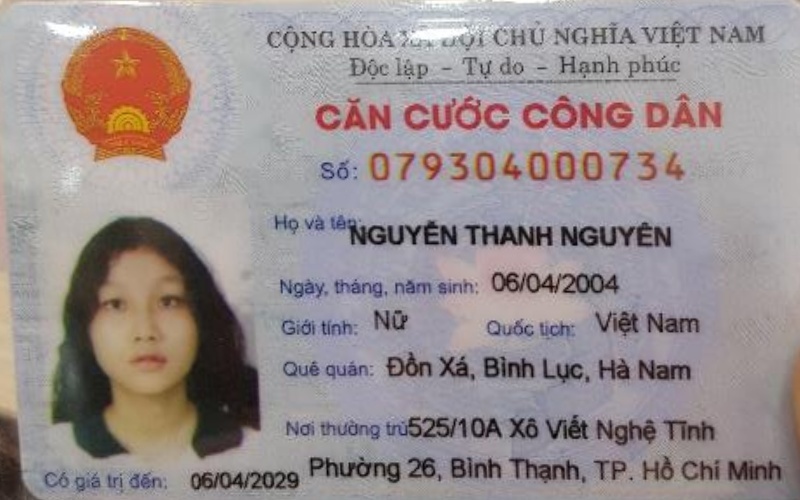 CỘNG HÒA XÃ HỘI CHỦ NGHĨA VIỆT NAM
Độc lập - Tự do - Hạnh phúc
CĂN CƯỚC CÔNG DÂN
Số: 079304000734
Họ và tên: NGUYỄN THANH NGUYÊN
Ngày, tháng, năm sinh: 06/04/2004
Giới tính: Nữ Quốc tịch: Việt Nam
Quê quán: Đồn Xá, Bình Lục, Hà Nam
Nơi thường trú: 525/10A Xô Viết Nghệ Tĩnh
Phường 26, Bình Thạnh, TP. Hồ Chí Minh
Có giá trị đến: 06/04/2029